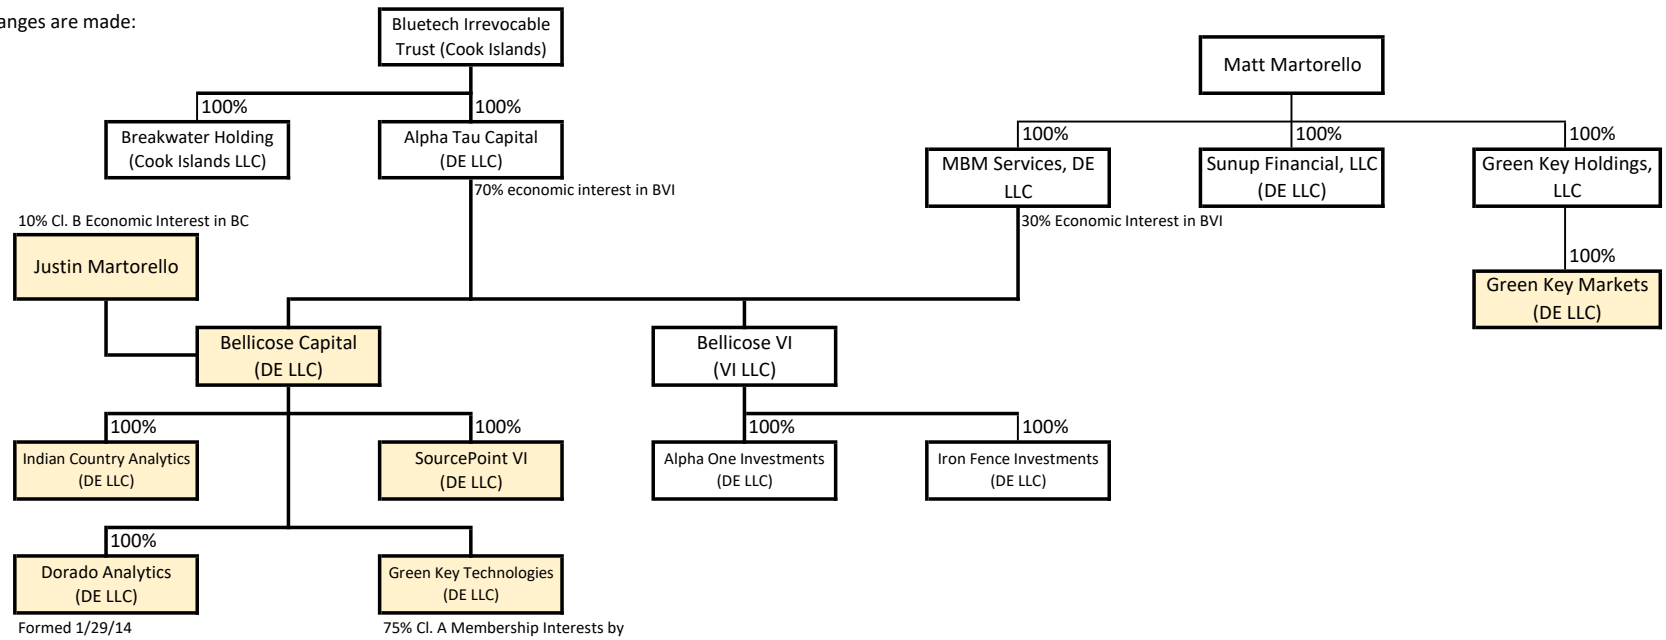 anges are made:
Bluetech Irrevocable
Trust (Cook Islands)
Matt Martorello
100%
100%
Breakwater Holding
(Cook Islands LLC)
Alpha Tau Capital
(DE LLC)
70% economic interest in BVI
100%
100%
100%
MBM Services, DE
LLC
Sunup Financial, LLC
(DE LLC)
Green Key Holdings,
LLC
30% Economic Interest in BVI
10% Cl. B Economic Interest in BC
Justin Martorello
100%
Green Key Markets
(DE LLC)
Bellicose Capital
(DE LLC)
Bellicose VI
(VI LLC)
100%
100%
100%
100%
Indian Country Analytics
(DE LLC)
SourcePoint VI
(DE LLC)
Alpha One Investments
(DE LLC)
Iron Fence Investments
(DE LLC)
100%
Dorado Analytics
(DE LLC)
Green Key Technologies
(DE LLC)
Formed 1/29/14
75% Cl. A Membership Interests by